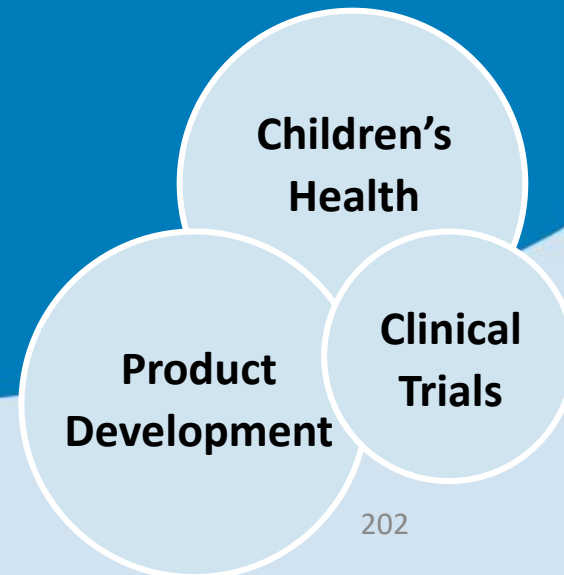 Children’s
Health
Clinical
Trials
Product
Development
202